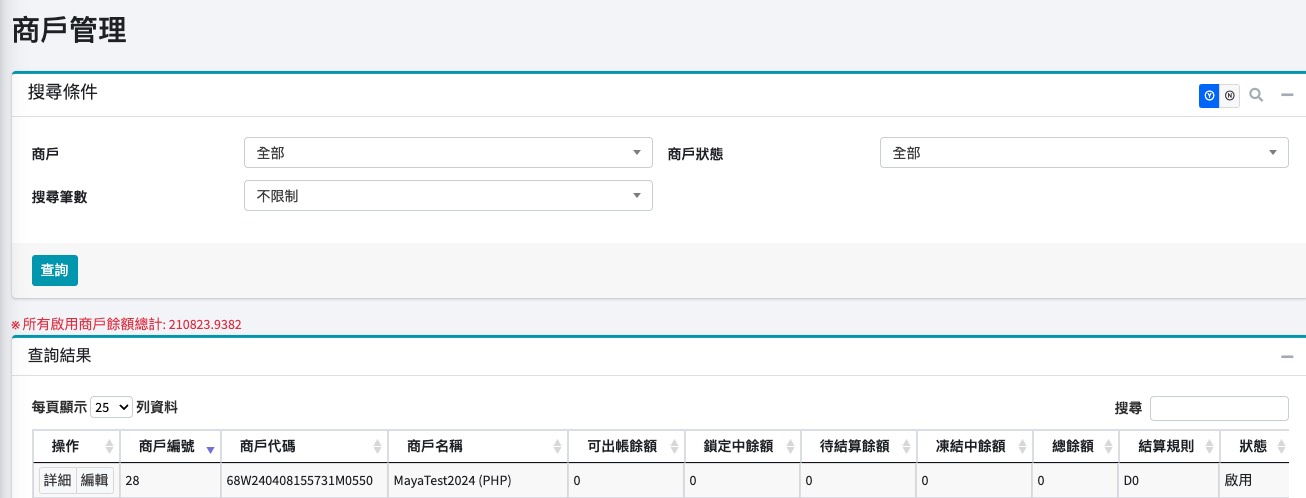 商戶管理
搜尋條件
Ⓨ Ⓝ
商戶 全部 商戶狀態 全部
搜尋筆數 不限制
查詢
※所有啟用商戶餘額總計: 210823.9382
查詢結果
每頁顯示 25 列資料 搜尋
操作 商戶編號 商戶代碼 商戶名稱 可出帳餘額 鎖定中餘額 待結算餘額 凍結中餘額 總餘額 結算規則 狀態
詳細 編輯 28 68W240408155731M0550 MayaTest2024 (PHP) 0 0 0 0 0 D0 啟用